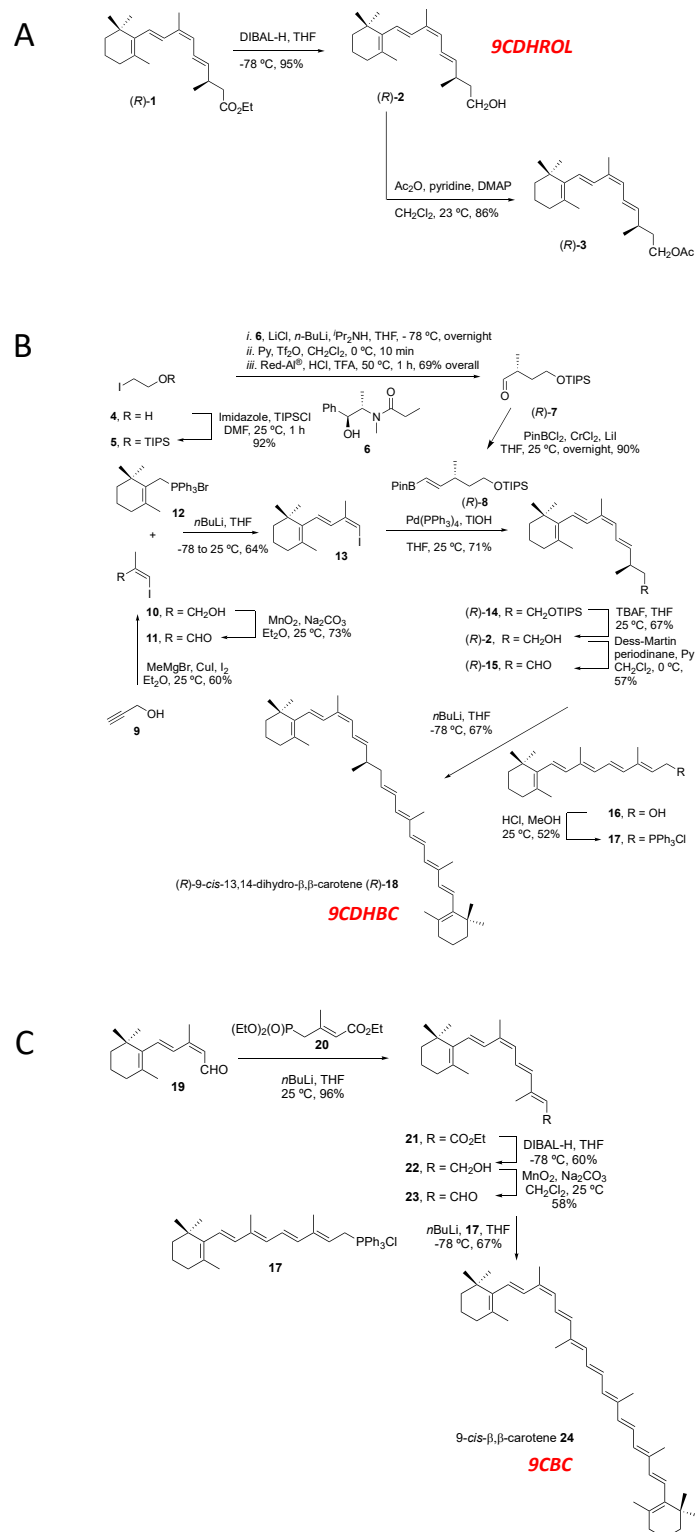 A
DIBAL-H, THF
-78 ºC, 95%
9CDHROL
CO2Et
(R)-1
CH2OH
(R)-2
Ac2O, pyridine, DMAP
CH2Cl2, 23 ºC, 86%
CH2OAc
(R)-3
B
i. 6, LiCl, n-BuLi, iPr2NH, THF, - 78 ºC, overnight
ii. Py, Tf2O, CH2Cl2, 0 ºC, 10 min
iii. Red-Al®, HCl, TFA, 50 ºC, 1 h, 69% overall
I
OR
4, R = H
5, R = TIPS
Imidazole, TIPSCl
DMF, 25 ºC, 1 h
92%
Ph
OH
N
O
6
O
OTIPS
(R)-7
PinBCl2, CrCl2, LiI
THF, 25 ºC, overnight, 90%
PinB
OTIPS
(R)-8
PPh3Br
12
+
nBuLi, THF
-78 to 25 ºC, 64%
I
13
Pd(PPh3)4, TlOH
THF, 25 ºC, 71%
R
R
I
10, R = CH2OH
11, R = CHO
MnO2, Na2CO3
Et2O, 25 ºC, 73%
MeMgBr, CuI, I2
Et2O, 25 ºC, 60%
OH
9
(R)-14, R = CH2OTIPS
(R)-2, R = CH2OH
(R)-15, R = CHO
TBAF, THF
25 ºC, 67%
Dess-Martin
periodinane, Py
CH2Cl2, 0 ºC,
57%
nBuLi, THF
-78ºC, 67%
R
16, R = OH
17, R = PPh3Cl
HCl, MeOH
25 ºC, 52%
(R)-9-cis-13,14-dihydro-β,β-carotene (R)-18
9CDHBC
C
CHO
19
(EtO)2(O)P
CO2Et
20
nBuLi, THF
25 ºC, 96%
R
21, R = CO2Et
22, R = CH2OH
23, R = CHO
DIBAL-H, THF
-78 ºC, 60%
MnO2, Na2CO3
CH2Cl2, 25 ºC
58%
PPh3Cl
17
nBuLi, 17, THF
-78 ºC, 67%
9-cis-β,β-carotene 24
9CBC